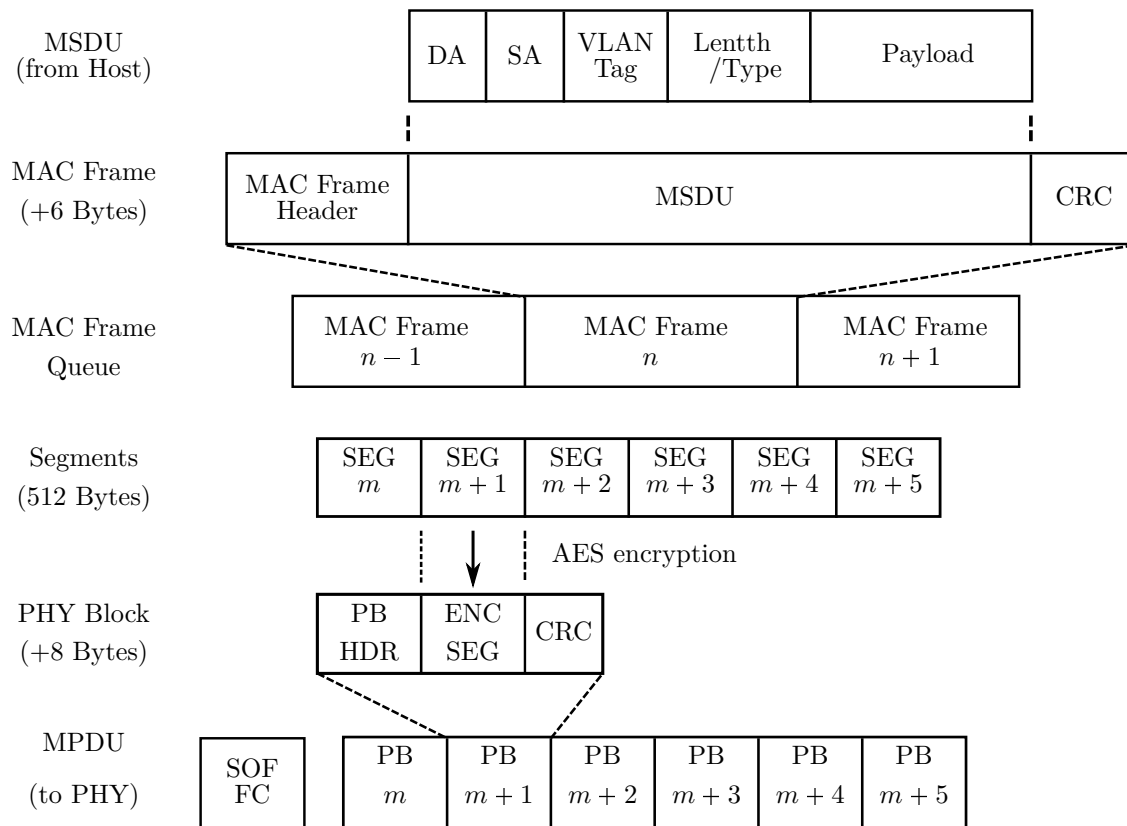 MSDU
(from Host)
DA
SA
VLAN
Tag
Lentth
/Type
Payload
MAC Frame
(+6 Bytes)
MAC Frame
Header
MSDU
CRC
MAC Frame
Queue
MAC Frame
n − 1
MAC Frame
n
MAC Frame
n + 1
Segments
(512 Bytes)
SEG
m
SEG
m + 1
SEG
m + 2
SEG
m + 3
SEG
m + 4
SEG
m + 5
AES encryption
PHY Block
(+8 Bytes)
PB
HDR
ENC
SEG
CRC
MPDU
(to PHY)
SOF
FC
PB
m
PB
m + 1
PB
m + 2
PB
m + 3
PB
m + 4
PB
m + 5